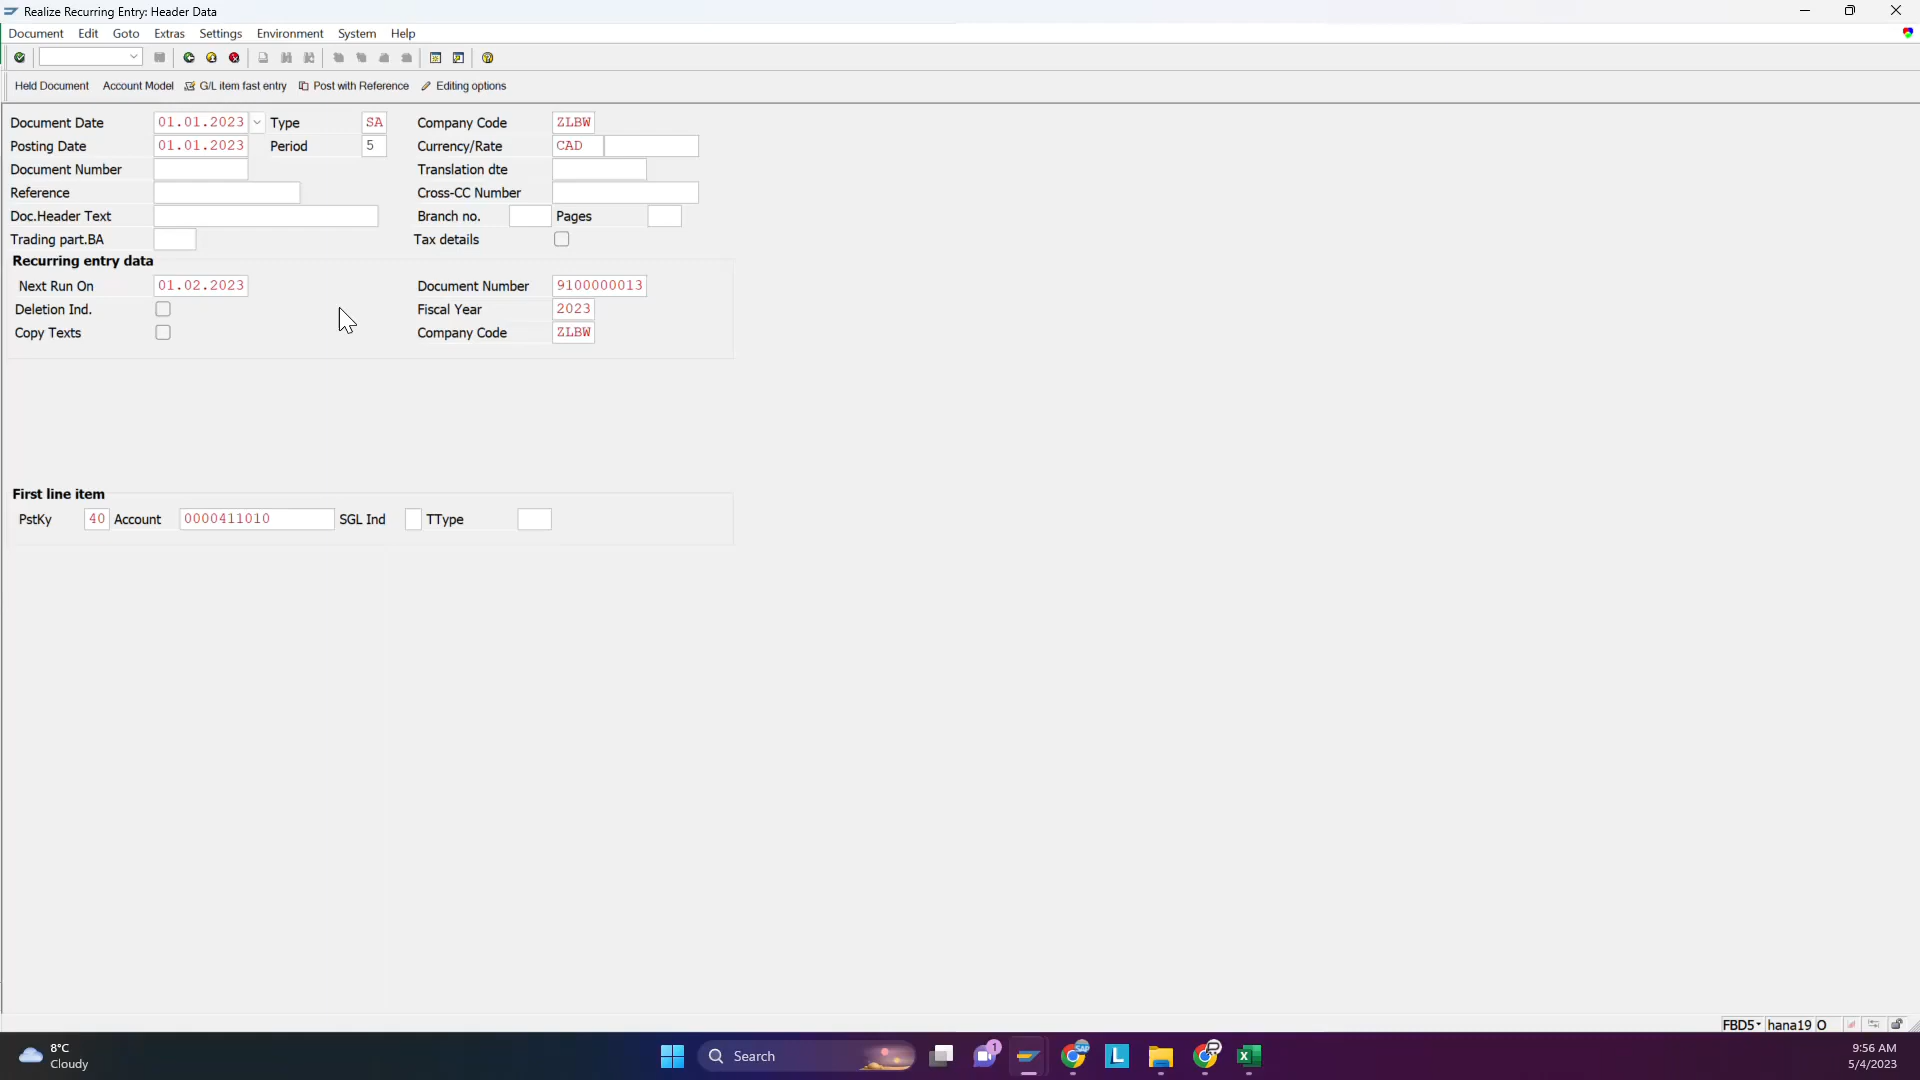 Realize Recurring Entry: Header Data
Document Edit Goto Extras Settings Environment System Help
Held Document Account Model G/L item fast entry Post with Reference Editing options
Document Date 01.01.2023 Type SA Company Code ZLBW
Posting Date 01.01.2023 Period 5 Currency/Rate CAD
Document Number Translation dte
Reference Cross-CC Number
Doc.Header Text Branch no. Pages
Trading part.BA Tax details
Recurring entry data
Next Run On 01.02.2023 Document Number 9100000013
Deletion Ind. Fiscal Year 2023
Copy Texts Company Code ZLBW
First line item
PstKy 40 Account 0000411010 SGL Ind TType
FBD5 hana19 O
8°C
Cloudy
Search
1
SAP
L
9:56 AM
5/4/2023